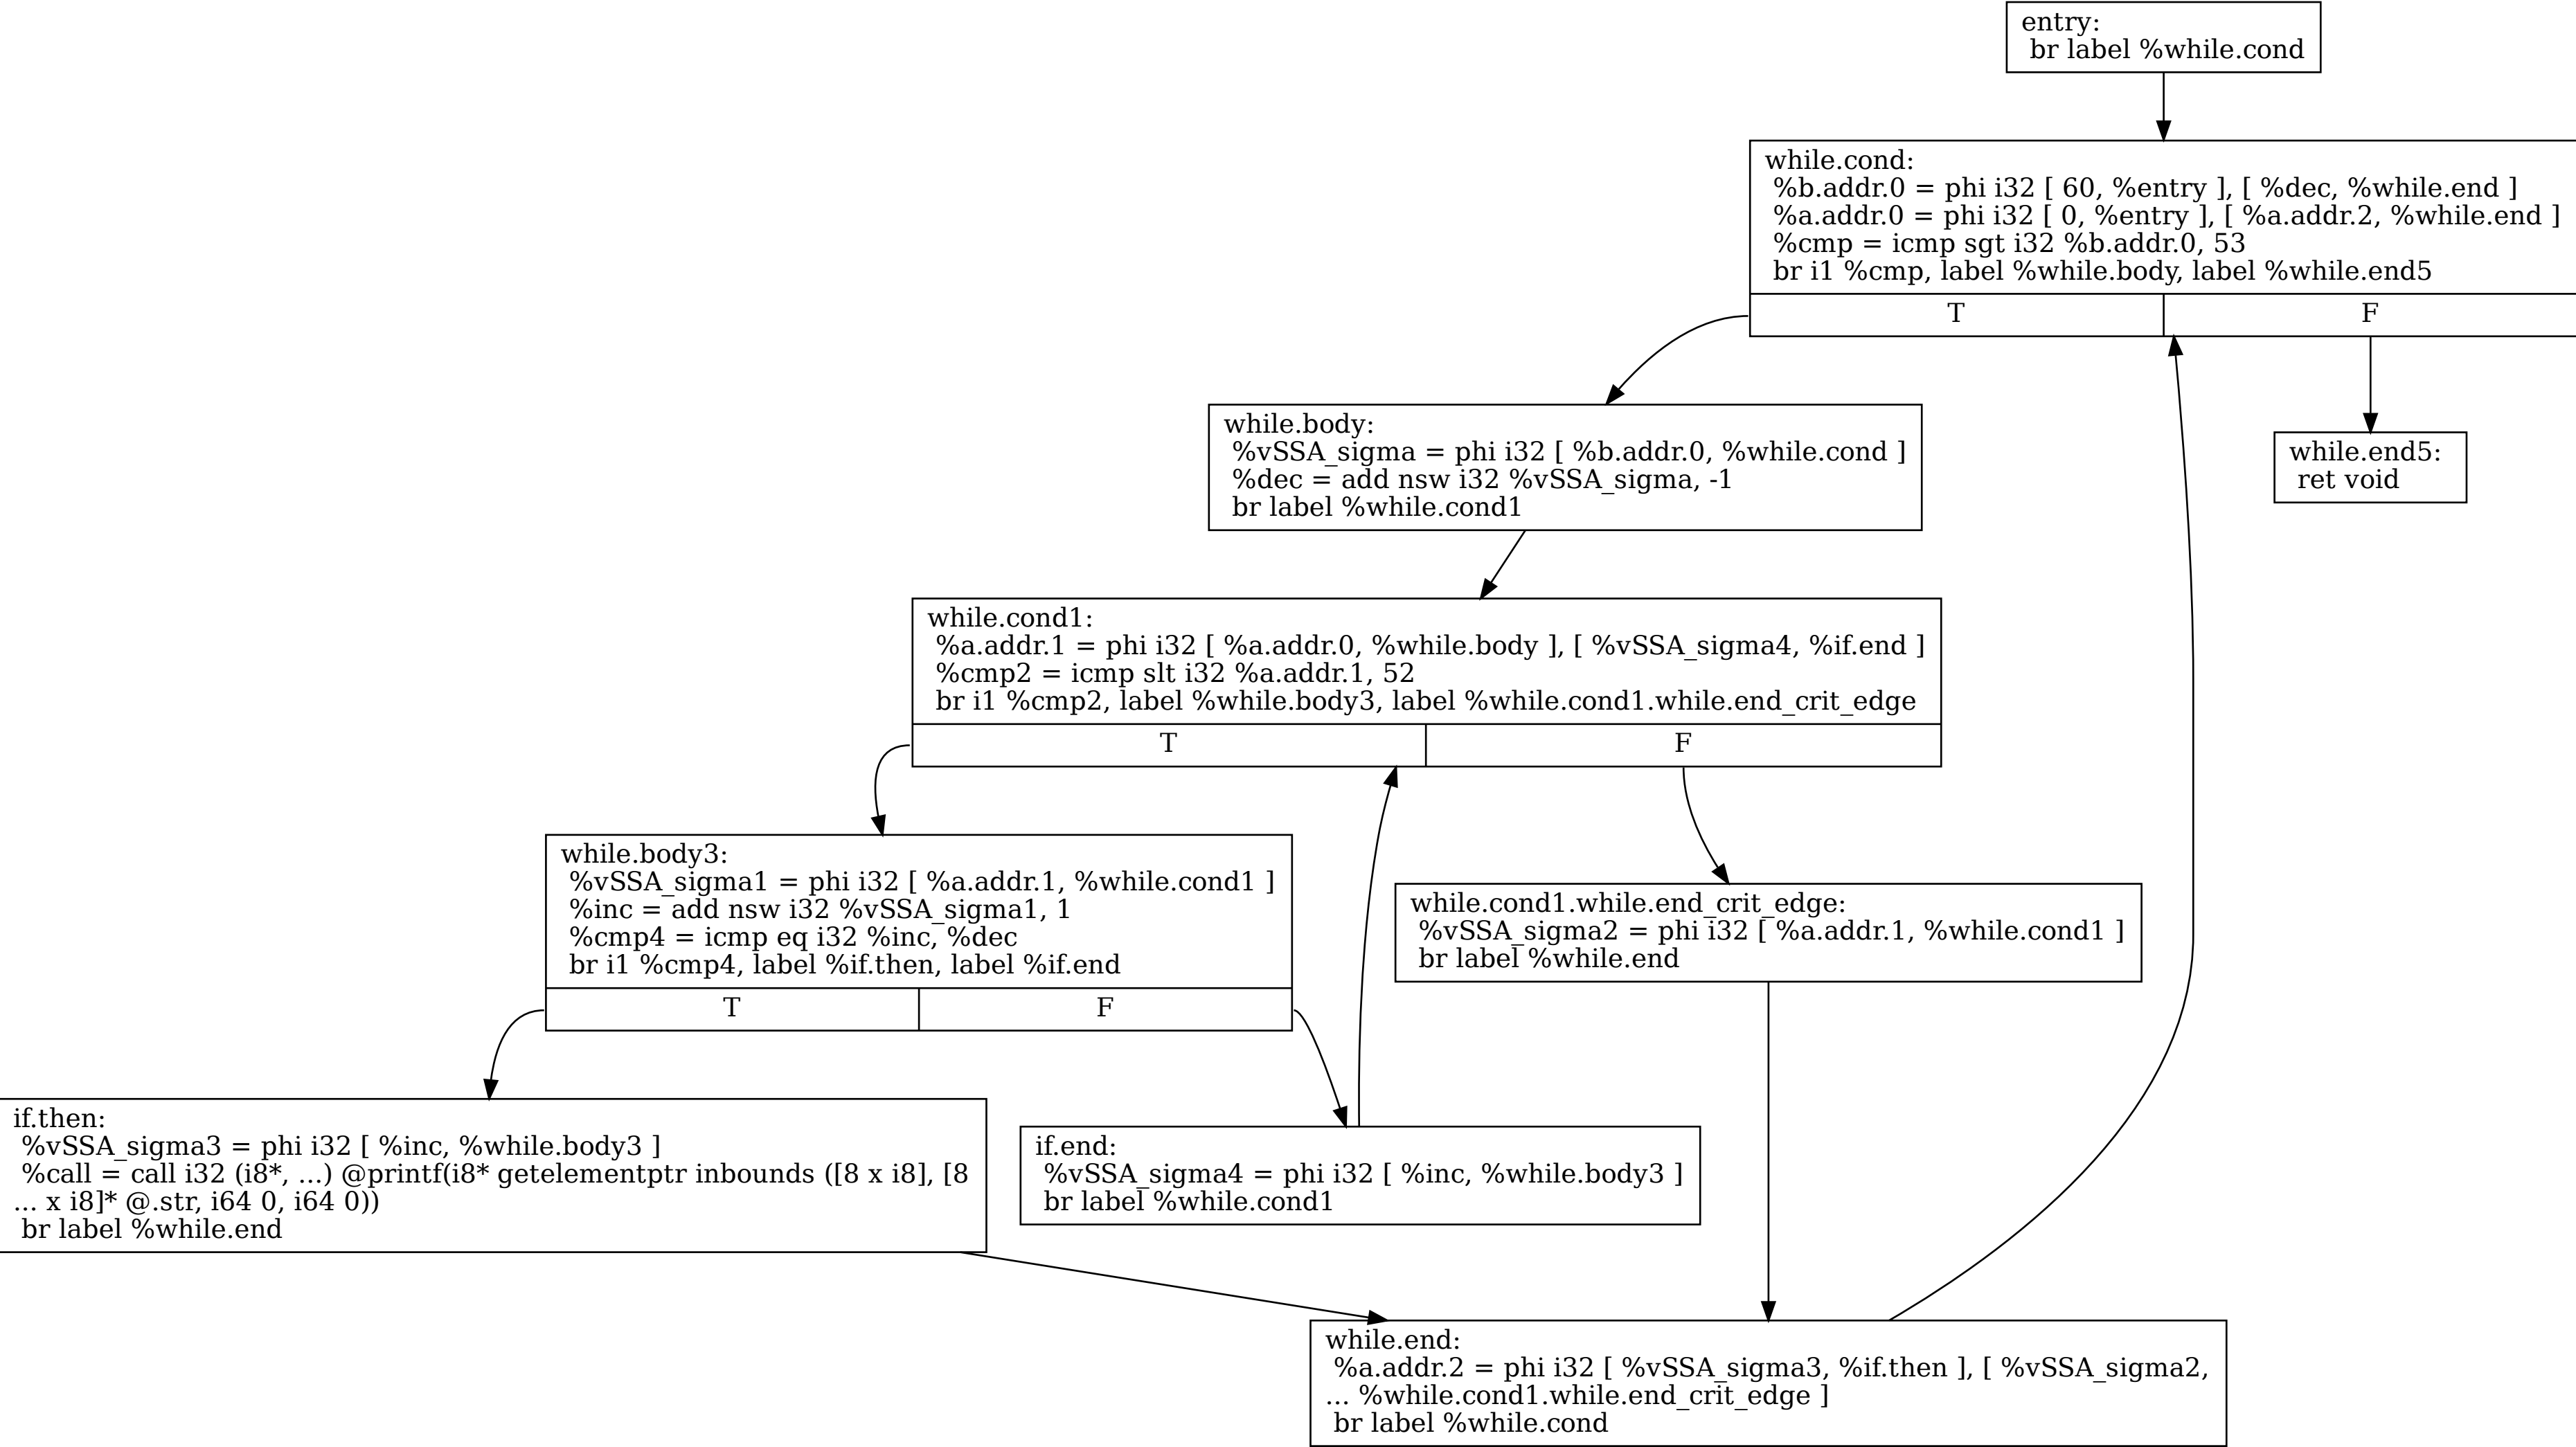 entry:
br label %while.cond
while.cond:
%b.addr.0 = phi i32 [ 60, %entry ], [ %dec, %while.end ]
%a.addr.0 = phi i32 [ 0, %entry ], [ %a.addr.2, %while.end ]
%cmp = icmp sgt i32 %b.addr.0, 53
br i1 %cmp, label %while.body, label %while.end5
T
F
while.body:
%vSSA_sigma = phi i32 [ %b.addr.0, %while.cond ]
%dec = add nsw i32 %vSSA_sigma, -1
br label %while.cond1
while.end5:
ret void
while.cond1:
%a.addr.1 = phi i32 [ %a.addr.0, %while.body ], [ %vSSA_sigma4, %if.end ]
%cmp2 = icmp slt i32 %a.addr.1, 52
br i1 %cmp2, label %while.body3, label %while.cond1.while.end_crit_edge
T
F
while.body3:
%vSSA_sigma1 = phi i32 [ %a.addr.1, %while.cond1 ]
%inc = add nsw i32 %vSSA_sigma1, 1
%cmp4 = icmp eq i32 %inc, %dec
br i1 %cmp4, label %if.then, label %if.end
T
F
while.cond1.while.end_crit_edge:
%vSSA_sigma2 = phi i32 [ %a.addr.1, %while.cond1 ]
br label %while.end
if.then:
%vSSA_sigma3 = phi i32 [ %inc, %while.body3 ]
%call = call i32 (i8*, ...) @printf(i8* getelementptr inbounds ([8 x i8], [8
... x i8]* @.str, i64 0, i64 0))
br label %while.end
if.end:
%vSSA_sigma4 = phi i32 [ %inc, %while.body3 ]
br label %while.cond1
while.end:
%a.addr.2 = phi i32 [ %vSSA_sigma3, %if.then ], [ %vSSA_sigma2,
... %while.cond1.while.end_crit_edge ]
br label %while.cond